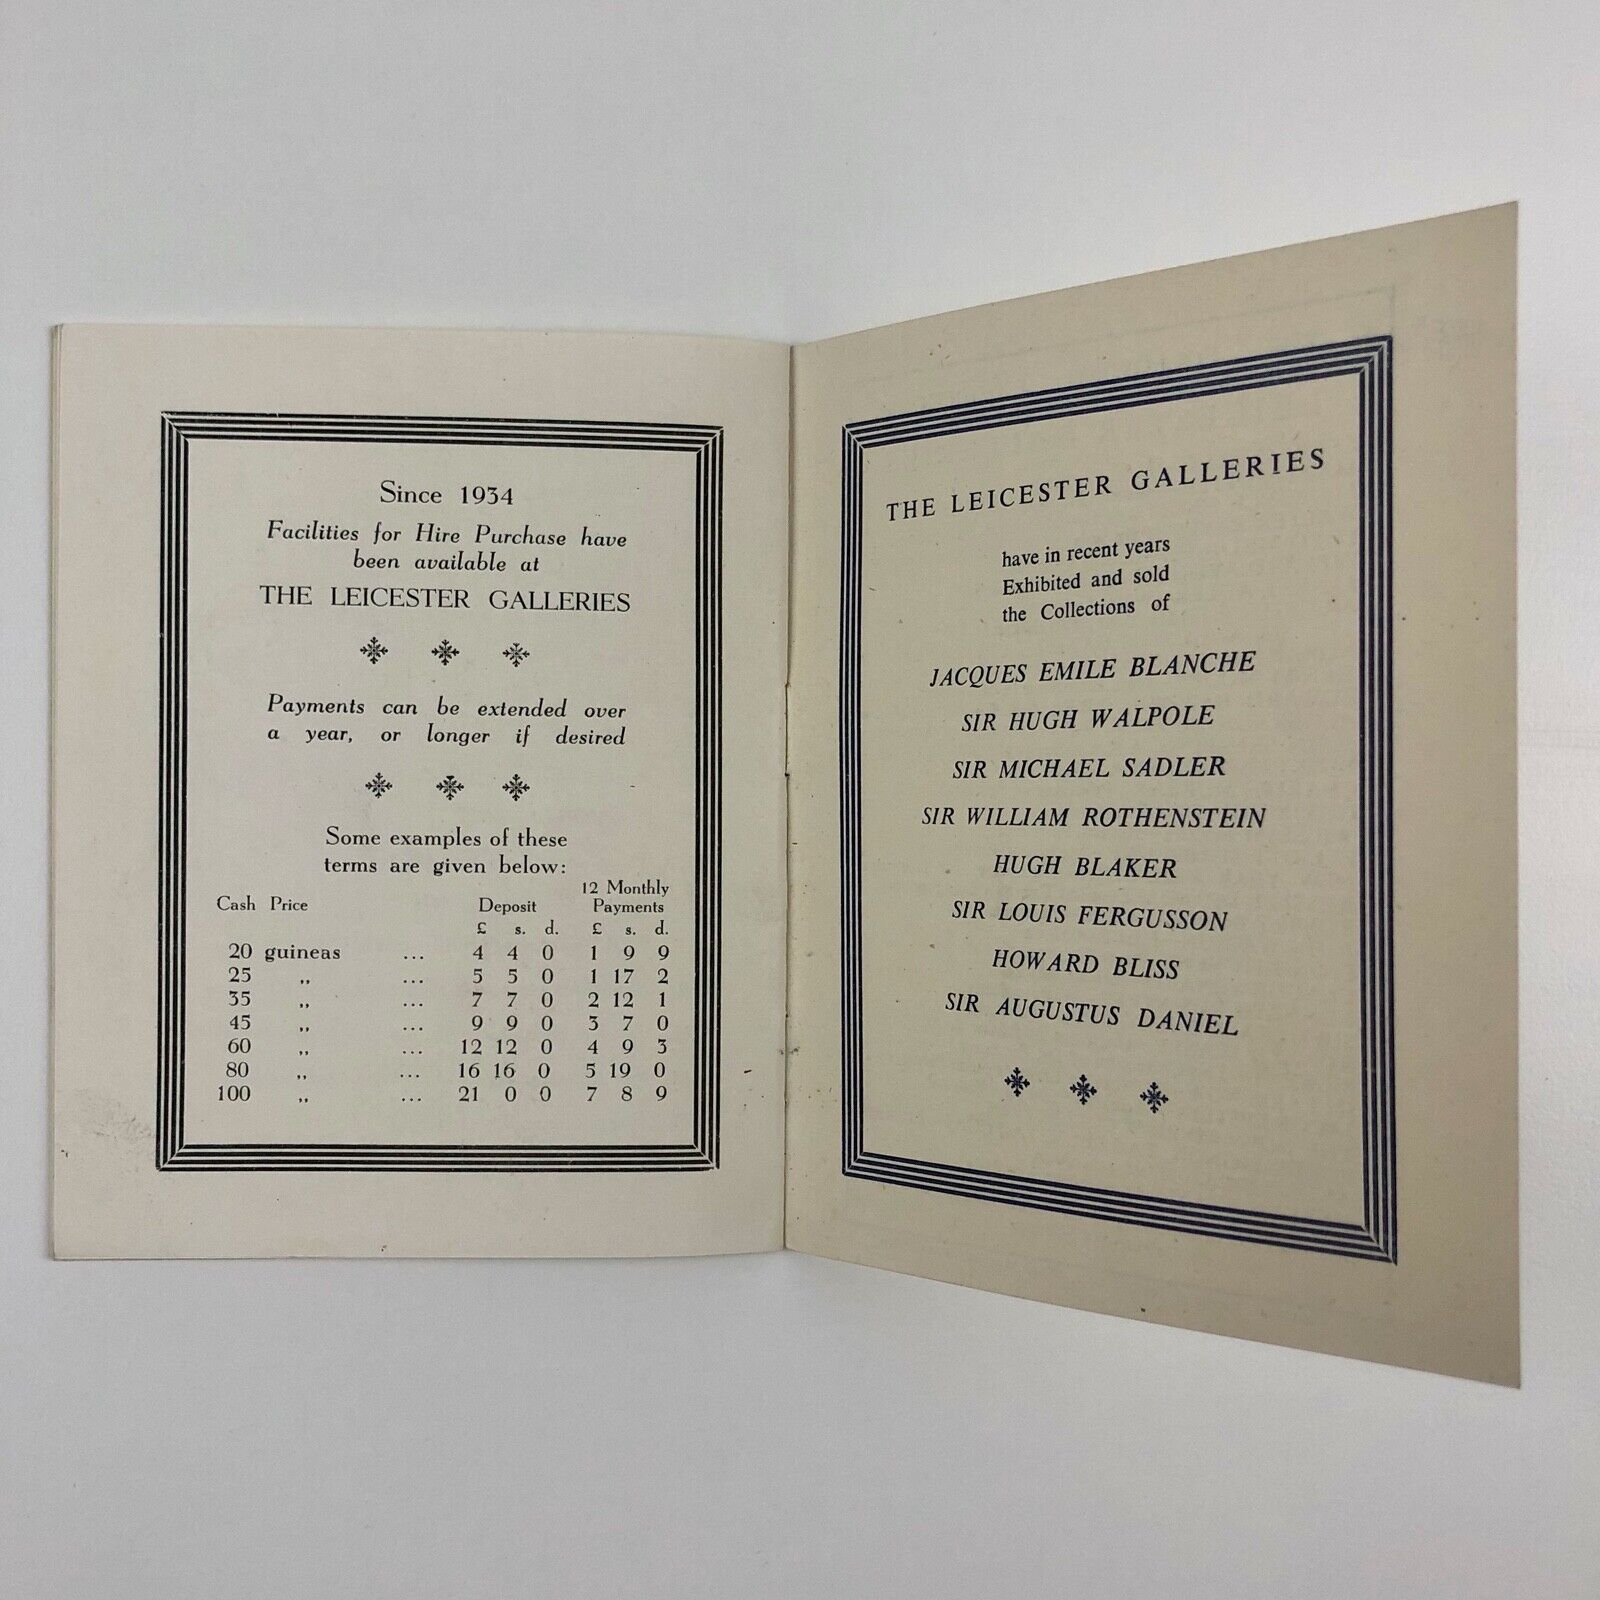 Since 1934
Facilities for Hire Purchase have
been available at
THE LEICESTER GALLERIES
Payments can be extended over
a year, or longer if desired
Some examples of these
terms are given below:
12 Monthly
Cash Price Deposit Payments
£ s. d. £ s. d.
20 guineas ... 4 4 0 1 9 9
25 ,, ... 5 5 0 1 17 2
35 ,, ... 7 7 0 2 12 1
45 ,, ... 9 9 0 3 7 0
60 ,, ... 12 12 0 4 9 3
80 ,, ... 16 16 0 5 19 0
100 ,, ... 21 0 0 7 8 9
THE LEICESTER GALLERIES
have in recent years
Exhibited and sold
the Collections of
JACQUES EMILE BLANCHE
SIR HUGH WALPOLE
SIR MICHAEL SADLER
SIR WILLIAM ROTHENSTEIN
HUGH BLAKER
SIR LOUIS FERGUSSON
HOWARD BLISS
SIR AUGUSTUS DANIEL